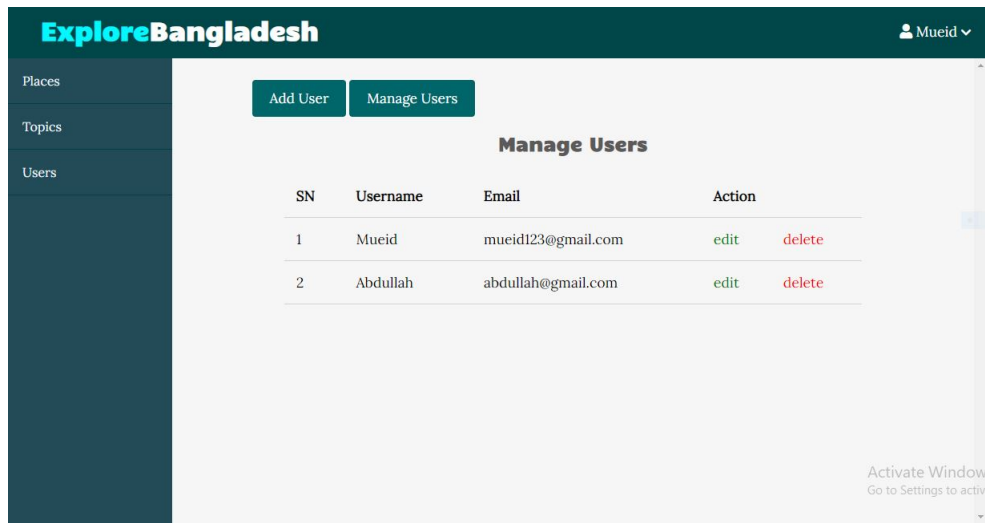 ExploreBangladesh
Mueid
Places
Topics
Users
Add User Manage Users
Manage Users
SN Username Email Action
1 Mueid mueid123@gmail.com edit delete
2 Abdullah abdullah@gmail.com edit delete
Activate Window
Go to Settings to activ